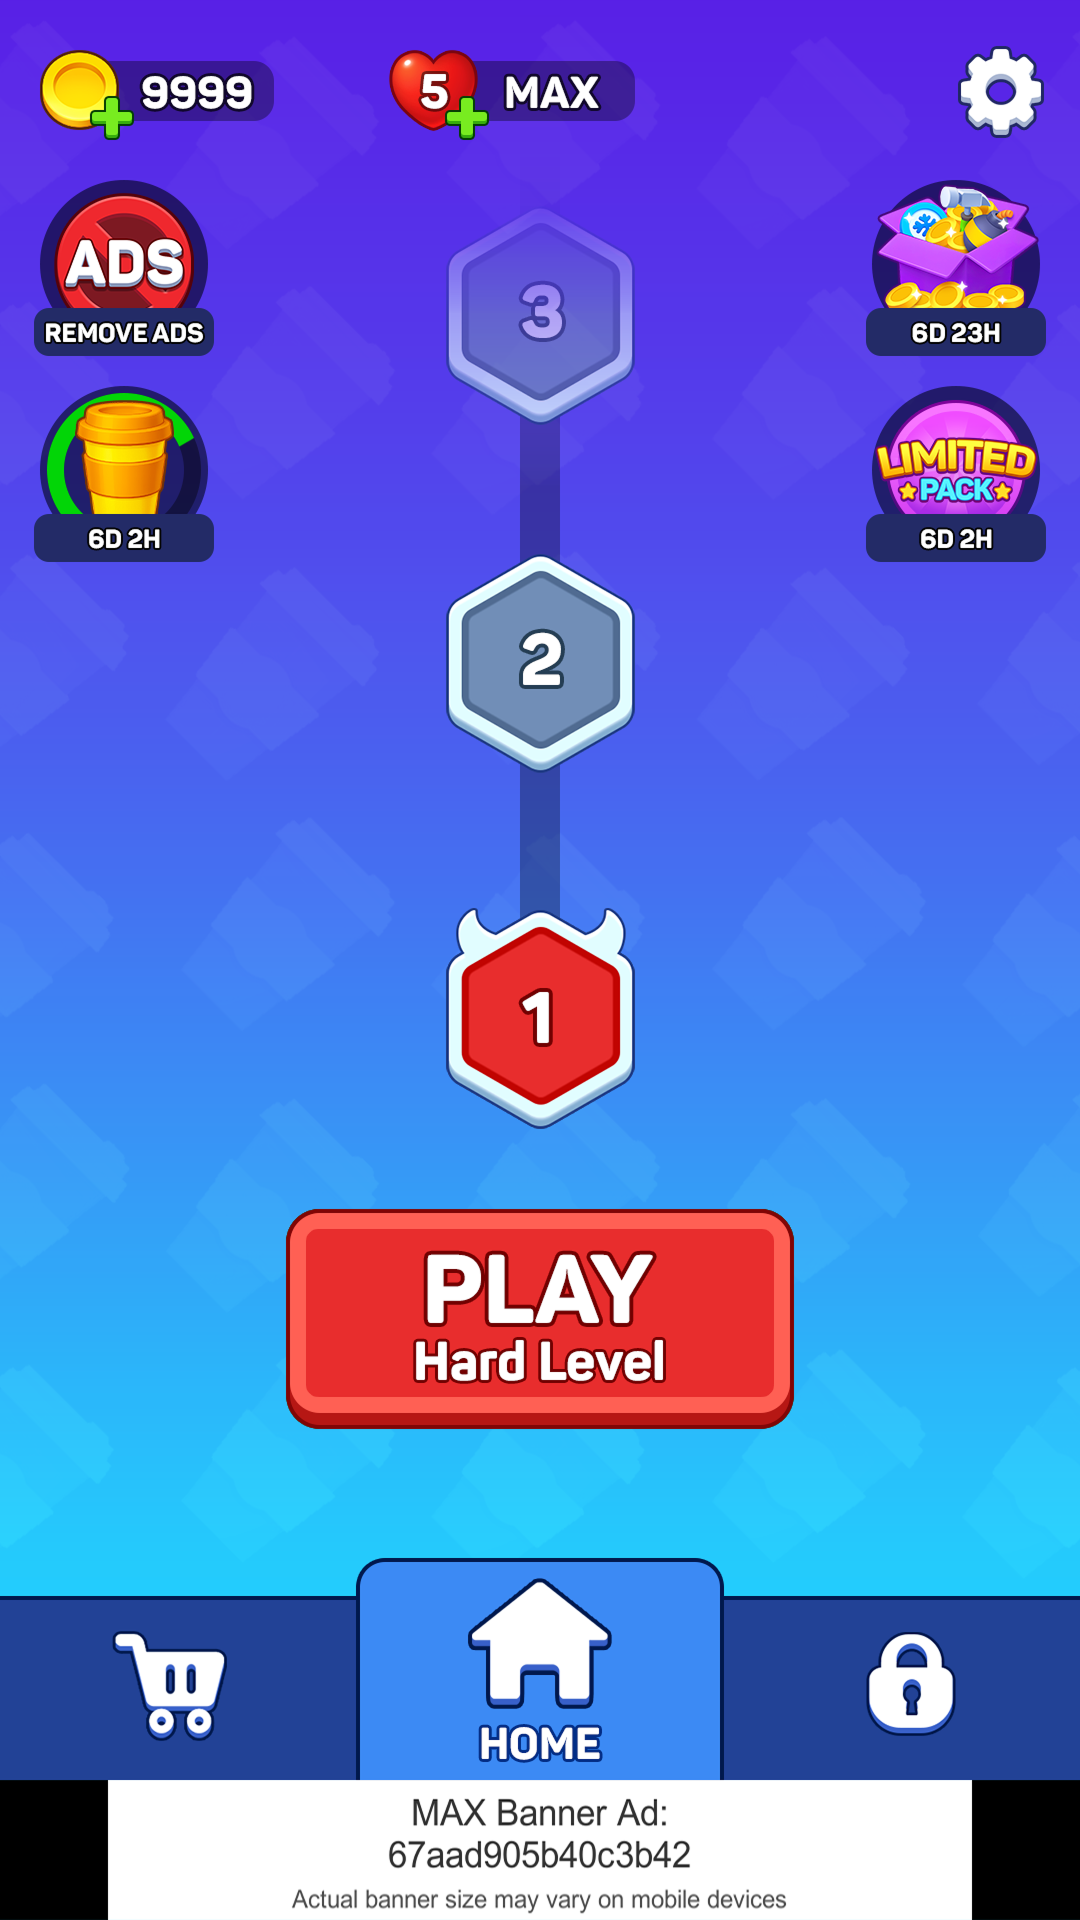 9999
5
MAX
ADS
REMOVE ADS
6D 23H
3
LIMITED
PACK
6D 2H
6D 2H
2
1
PLAY
Hard Level
HOME
MAX Banner Ad:
67aad905b40c3b42
Actual banner size may vary on mobile devices